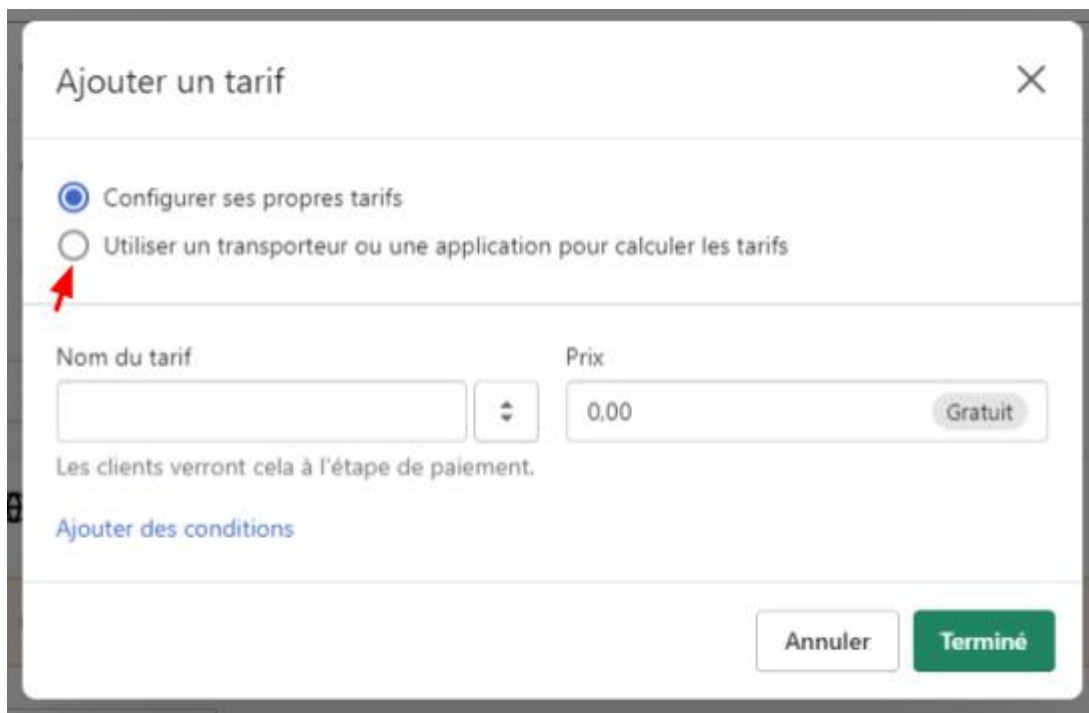 Ajouter un tarif
Configurer ses propres tarifs
Utiliser un transporteur ou une application pour calculer les tarifs
Nom du tarif
Prix
0,00
Gratuit
Les clients verront cela à l'étape de paiement.
Ajouter des conditions
Annuler
Terminé